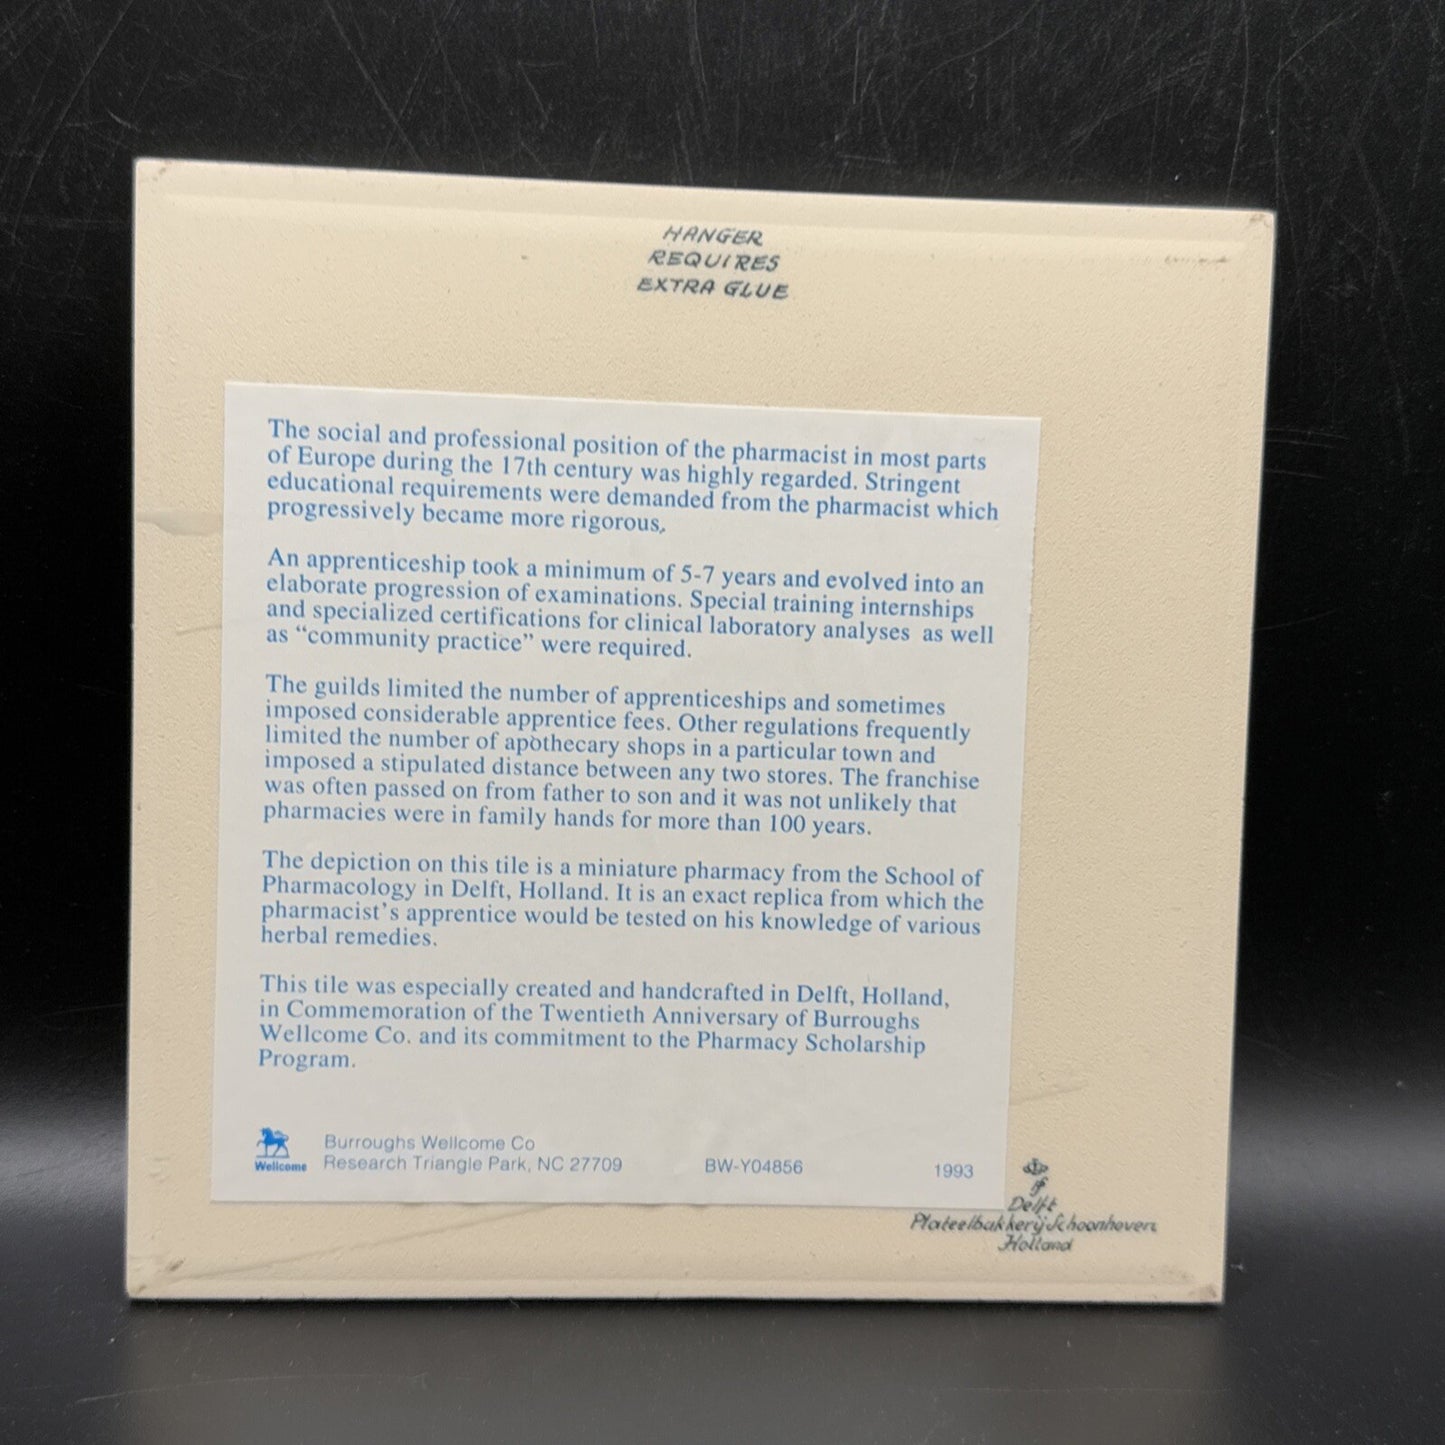 HANGER
REQUIRES
EXTRA GLUE
The social and professional position of the pharmacist in most parts
of Europe during the 17th century was highly regarded. Stringent
educational requirements were demanded from the pharmacist which
progressively became more rigorous.
An apprenticeship took a minimum of 5-7 years and evolved into an
elaborate progression of examinations. Special training internships
and specialized certifications for clinical laboratory analyses as well
as “community practice” were required.
The guilds limited the number of apprenticeships and sometimes
imposed considerable apprentice fees. Other regulations frequently
limited the number of apothecary shops in a particular town and
imposed a stipulated distance between any two stores. The franchise
was often passed on from father to son and it was not unlikely that
pharmacies were in family hands for more than 100 years.
The depiction on this tile is a miniature pharmacy from the School of
Pharmacology in Delft, Holland. It is an exact replica from which the
pharmacist's apprentice would be tested on his knowledge of various
herbal remedies.
This tile was especially created and handcrafted in Delft, Holland,
in Commemoration of the Twentieth Anniversary of Burroughs
Wellcome Co. and its commitment to the Pharmacy Scholarship
Program.
Wellcome
Burroughs Wellcome Co
Research Triangle Park, NC 27709 BW-Y04856 1993
Delft
Plateelbakkerij Schoonhoven
Holland